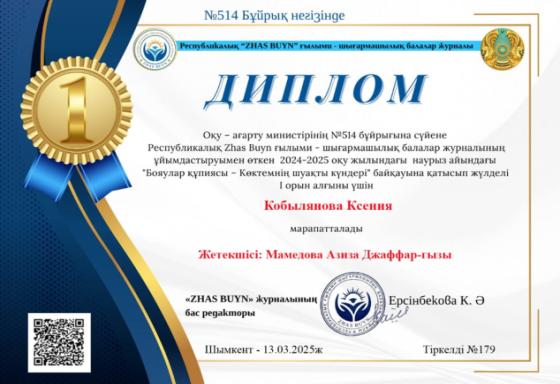 №514 Бұйрық негізінде
Республикалық "ZHAS BUYN" ғылыми - шығармашылық балалар журналы
ДИПЛОМ
1
Оқу – ағарту министірінің №514 бұйрығына сүйене
Республикалық Zhas Buyn ғылыми - шығармашылық балалар журналының
ұйымдастыруымен өткен 2024-2025 оқу жылындағы наурыз айындағы
"Бояулар құпиясы – Көктемнің шуақты күндері" байқауына қатысып жүлделі
I орын алғаны үшін
Кобылянова Ксения
марапатталады
Жетекшісі: Мамедова Азиза Джаффар-гызы
«ZHAS BUYN» журналының
бас редакторы
ZHAS BUYN
Ерсінбекова К. Ә
Шымкент - 13.03.2025ж
Тіркелді №179